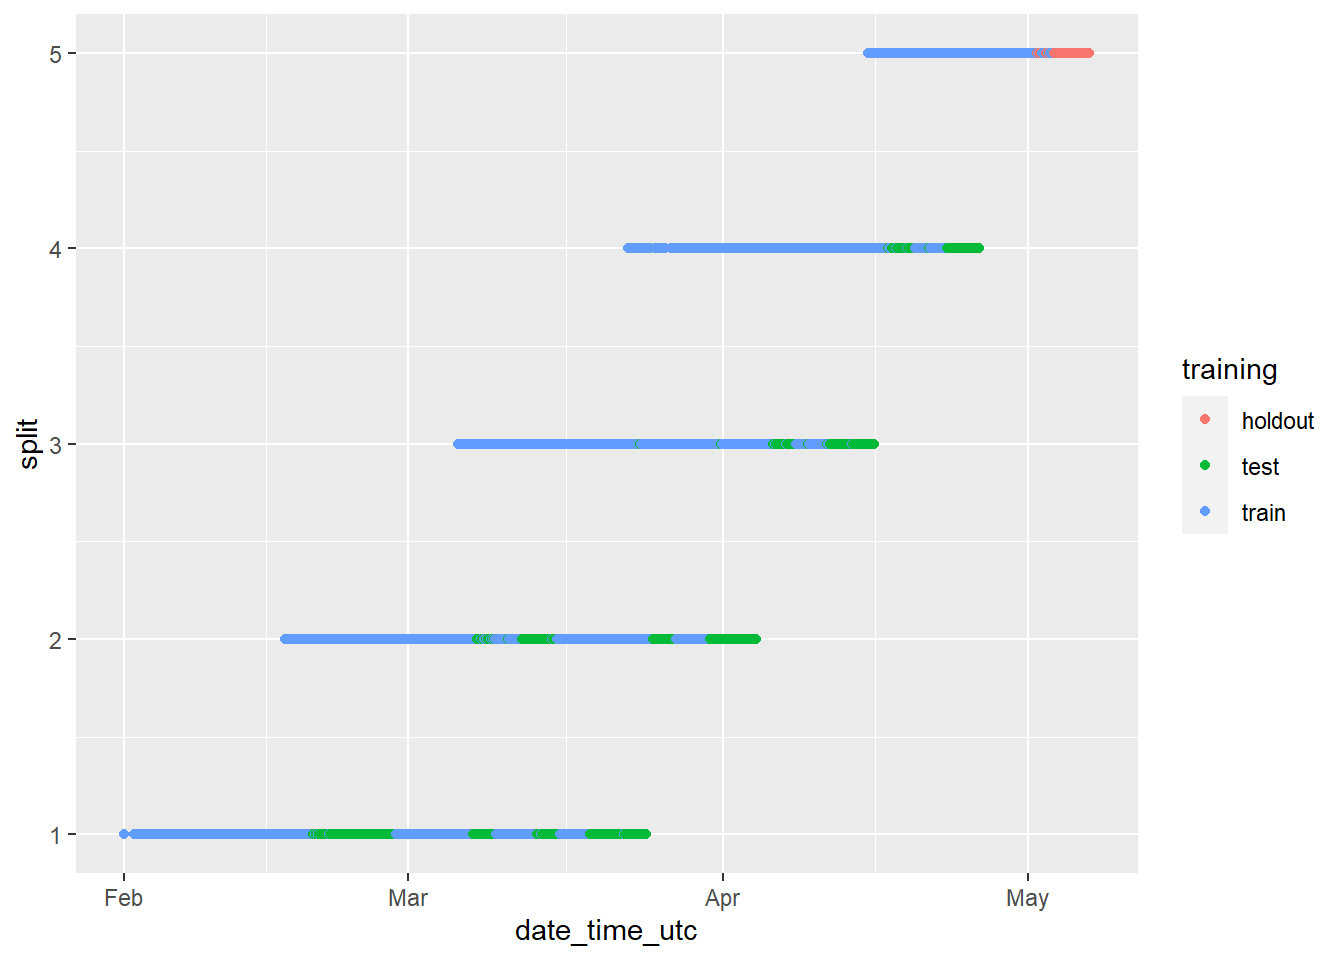 5
4
3
2
1
split
Feb
Mar
Apr
May
date_time_utc
training
holdout
test
train